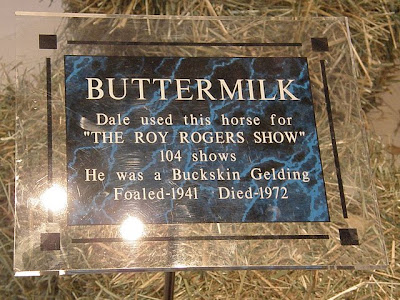 BUTTERMILK
Dale used this horse for
"THE ROY ROGERS SHOW"
104 shows
He was a Buckskin Gelding
Foaled-1941 Died-1972